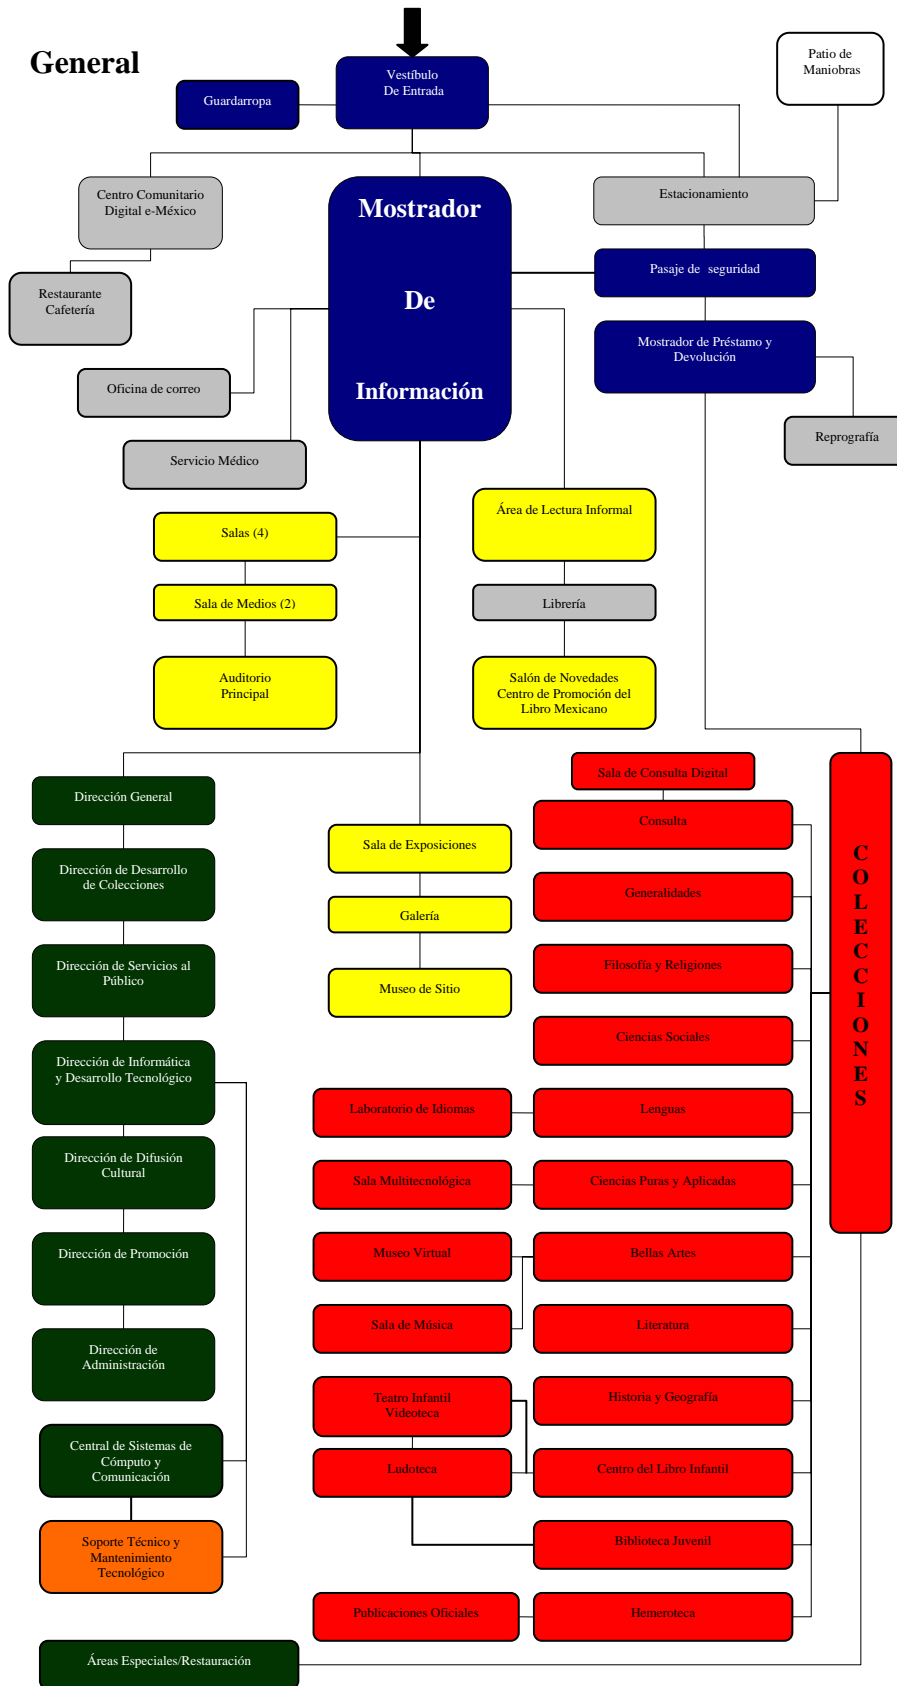 General
Vestíbulo
De Entrada
Patio de
Maniobras
Guardarropa
Centro Comunitario
Digital e-México
Mostrador
De
Información
Estacionamiento
Pasaje de seguridad
Restaurante
Cafetería
Mostrador de Préstamo y
Devolución
Oficina de correo
Servicio Médico
Reprografía
Salas (4)
Área de Lectura Informal
Sala de Medios (2)
Librería
Auditorio
Principal
Salón de Novedades
Centro de Promoción del
Libro Mexicano
Dirección General
Dirección de Desarrollo
de Colecciones
Dirección de Servicios al
Público
Dirección de Informática
y Desarrollo Tecnológico
Dirección de Difusión
Cultural
Dirección de Promoción
Dirección de
Administración
Central de Sistemas de
Cómputo y
Comunicación
Soporte Técnico y
Mantenimiento
Tecnológico
Áreas Especiales/Restauración
Sala de Exposiciones
Galería
Museo de Sitio
Sala de Consulta Digital
Consulta
Generalidades
Filosofía y Religiones
Ciencias Sociales
Laboratorio de Idiomas
Lenguas
Sala Multitecnológica
Ciencias Puras y Aplicadas
Museo Virtual
Bellas Artes
Sala de Música
Literatura
Teatro Infantil
Videoteca
Historia y Geografía
Ludoteca
Centro del Libro Infantil
Biblioteca Juvenil
Publicaciones Oficiales
Hemeroteca
COLECCIONES